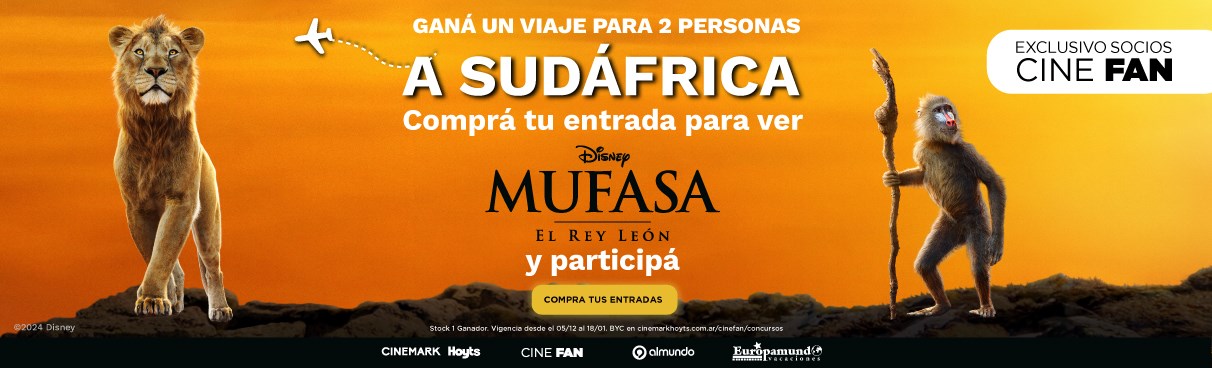 GANÁ UN VIAJE PARA 2 PERSONAS
A SUDÁFRICA
Comprá tu entrada para ver
Disney
MUFASA
EL REY LEÓN
y participá
COMPRA TUS ENTRADAS
EXCLUSIVO SOCIOS
CINE FAN
©2024 Disney
Stock 1 Ganador. Vigencia desde el 05/12 al 18/01. BYC en cinemarkhoyts.com.ar/cinefan/concursos
CINEMARK Hoyts CINE FAN almundo Europamundo
vacaciones